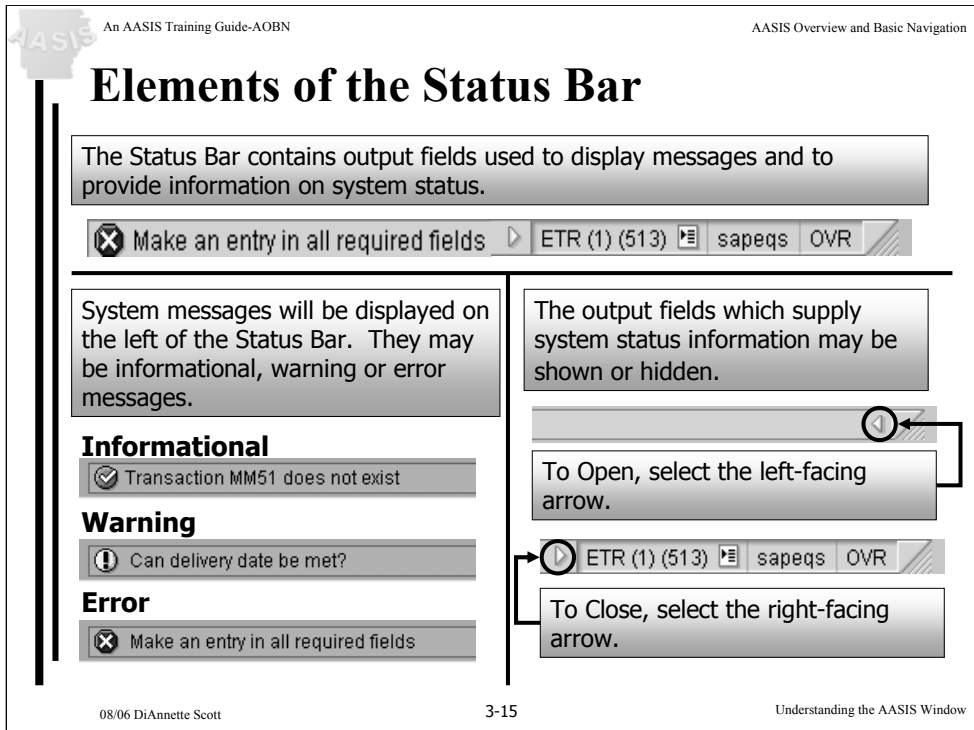 AASIS
An AASIS Training Guide-AOBN
AASIS Overview and Basic Navigation
Elements of the Status Bar
The Status Bar contains output fields used to display messages and to
provide information on system status.
Make an entry in all required fields ETR (1) (513) sapeqs OVR
System messages will be displayed on
the left of the Status Bar. They may
be informational, warning or error
messages.
Informational
Transaction MM51 does not exist
Warning
Can delivery date be met?
Error
Make an entry in all required fields
The output fields which supply
system status information may be
shown or hidden.
To Open, select the left-facing
arrow.
ETR (1) (513) sapeqs OVR
To Close, select the right-facing
arrow.
08/06 DiAnnette Scott
3-15
Understanding the AASIS Window